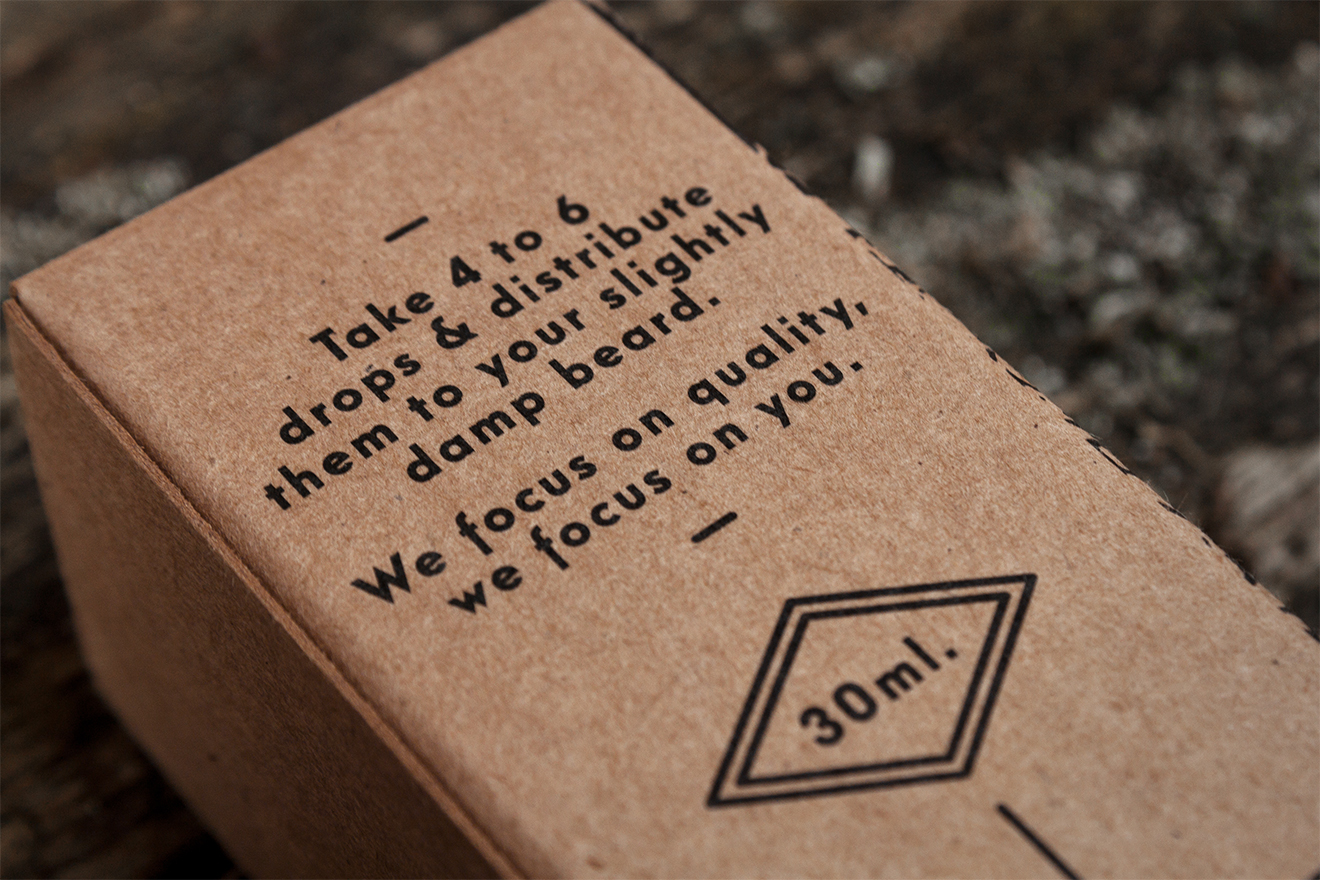 Take 4 to 6
drops & distribute
them to your slightly
damp beard.
We focus on quality,
we focus on you.
30ml.